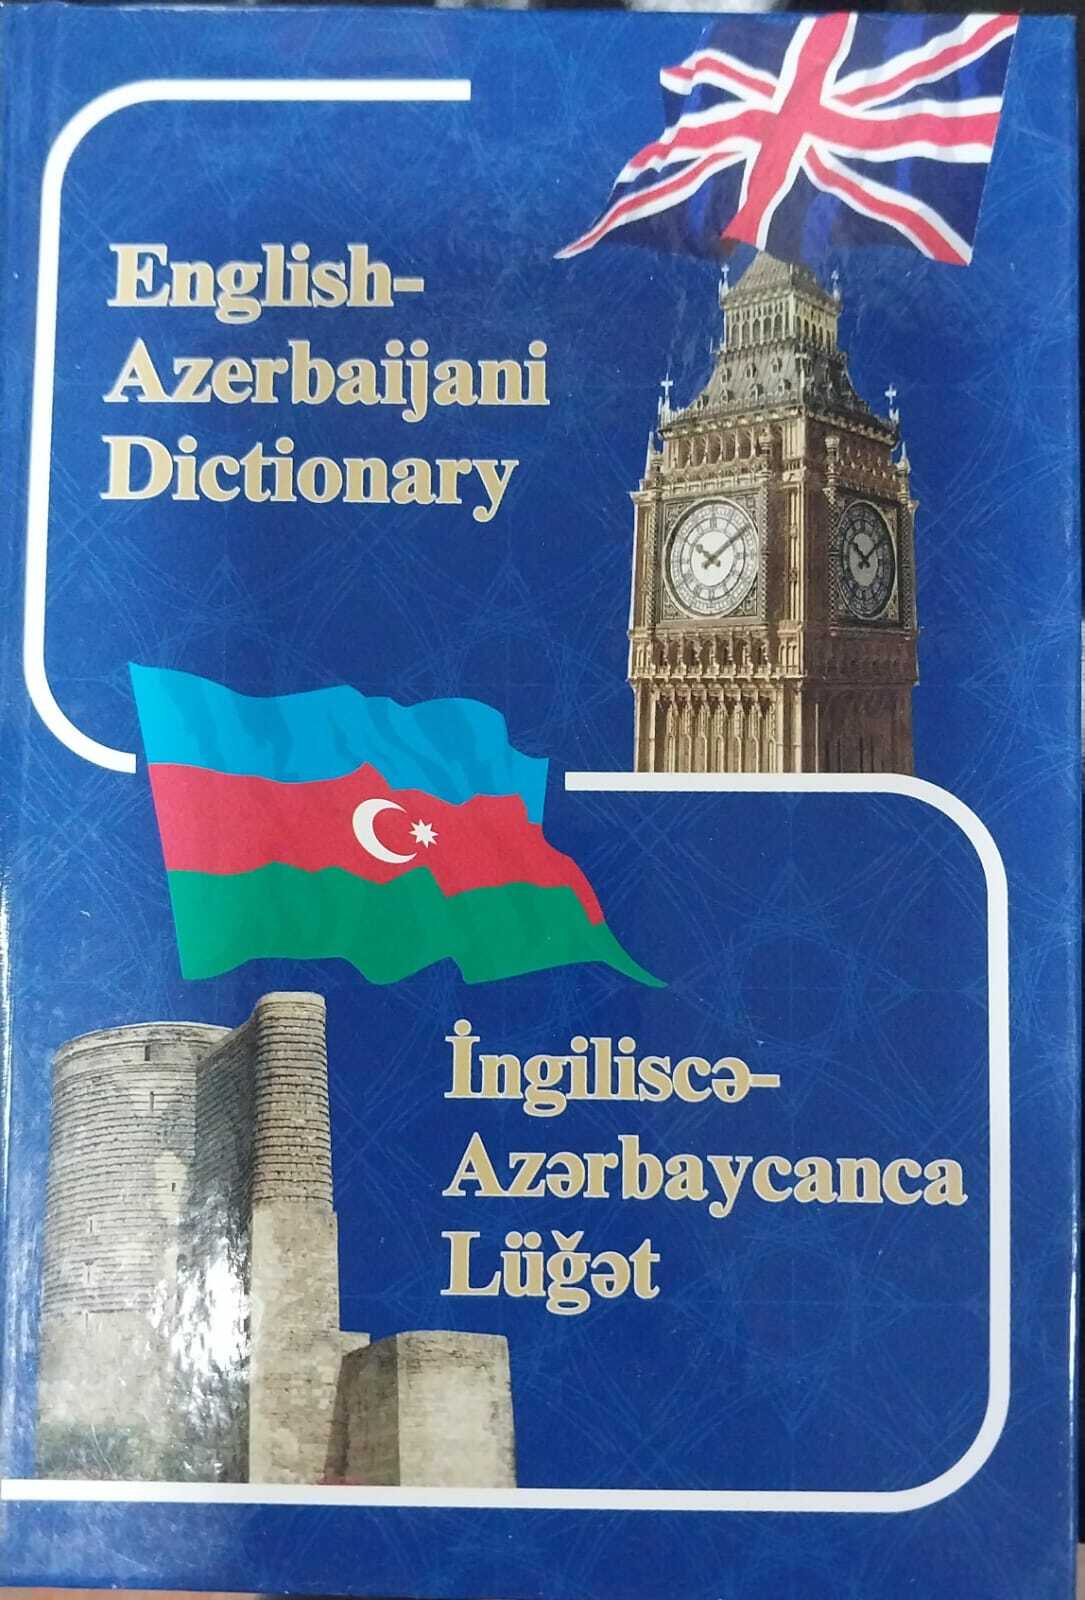 English-
Azerbaijani
Dictionary
İngiliscə-
Azərbaycanca
Lüğət